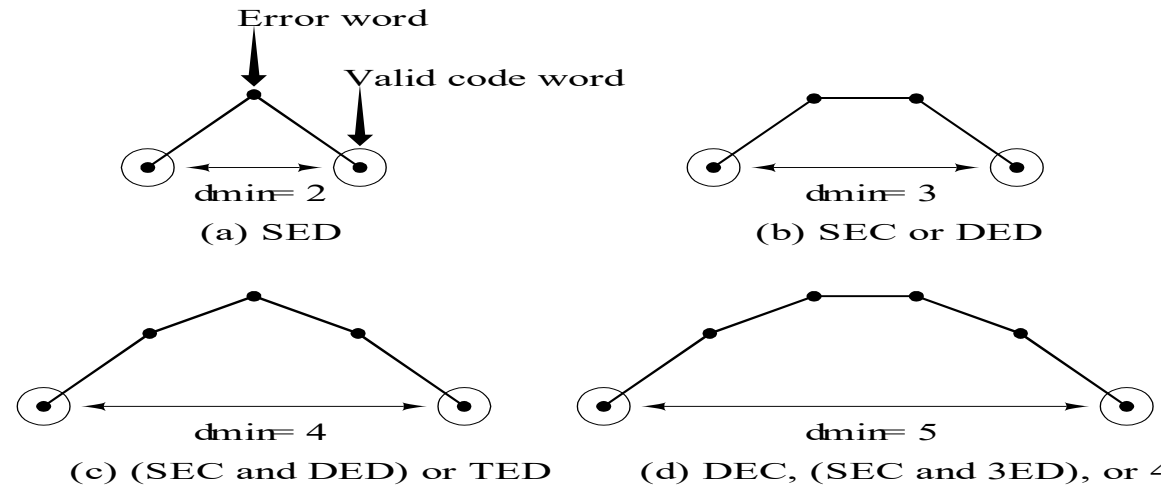 Error word
Valid code word
dmin= 2
dmin= 3
(a) SED
(b) SEC or DED
dmin= 4
dmin= 5
(c) (SEC and DED) or TED
(d) DEC, (SEC and 3ED), or 4